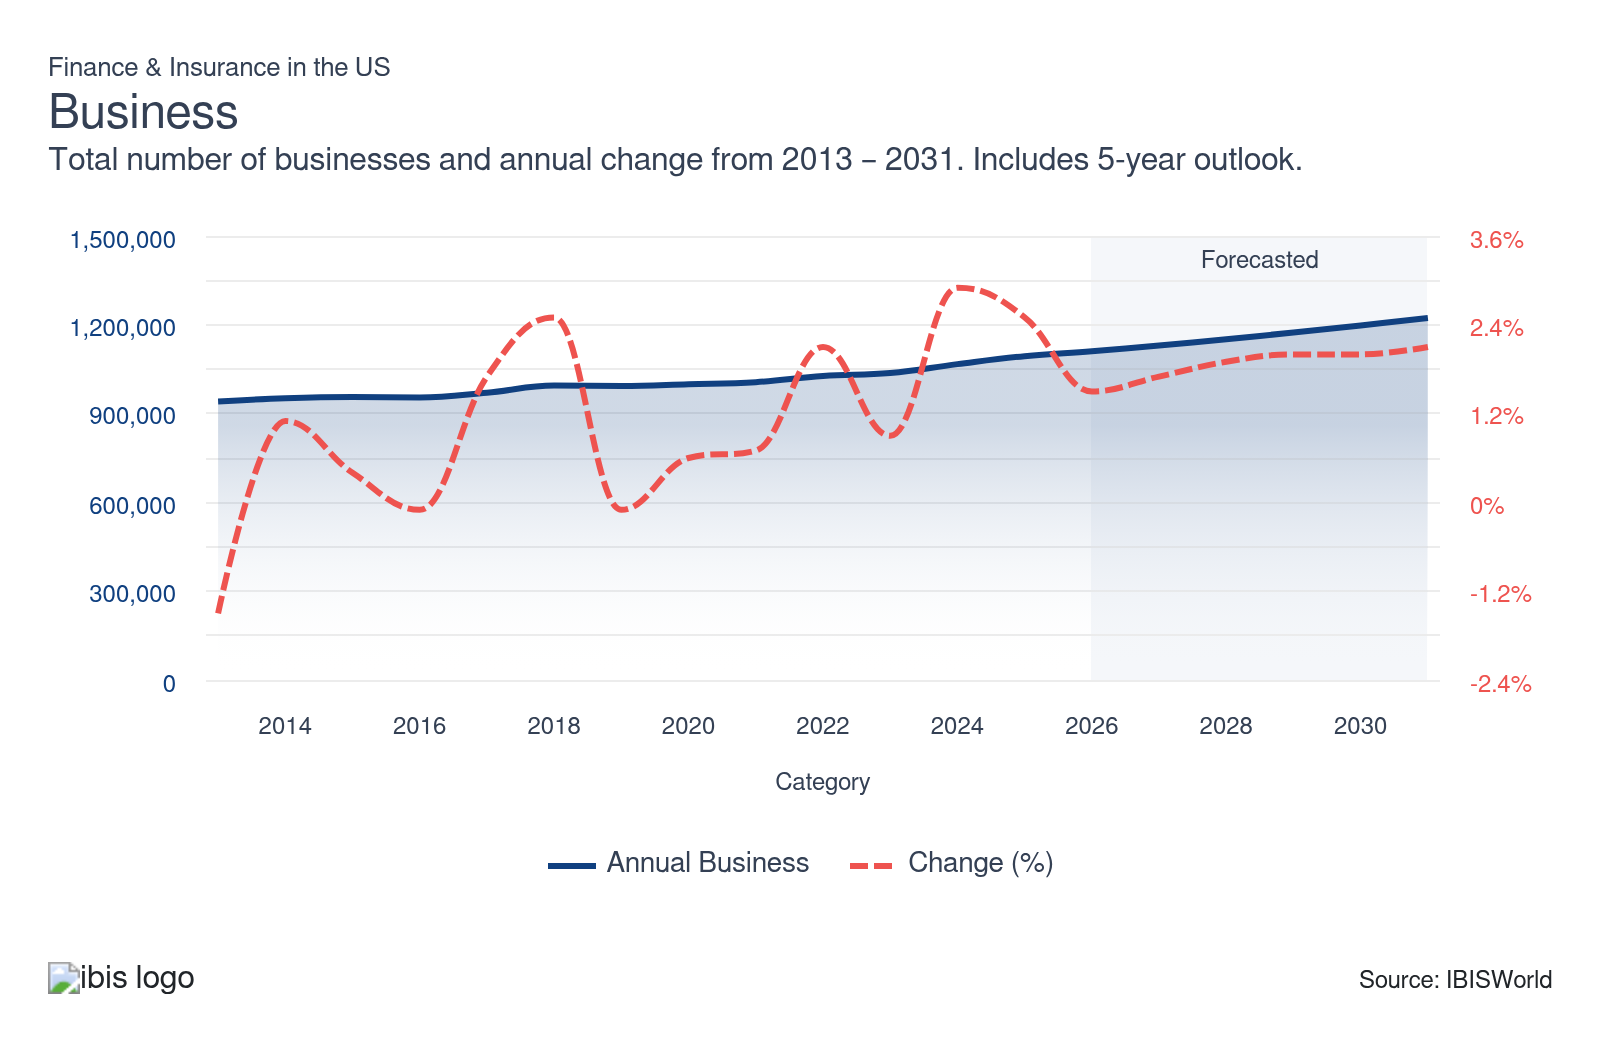 Finance & Insurance in the US
Business
Total number of businesses and annual change from 2013 – 2031. Includes 5-year outlook.
1,500,000
1,200,000
900,000
600,000
300,000
0
Forecasted
3.6%
2.4%
1.2%
0%
-1.2%
-2.4%
2014 2016 2018 2020 2022 2024 2026 2028 2030
Category
Annual Business Change (%)
ibis logo
Source: IBISWorld